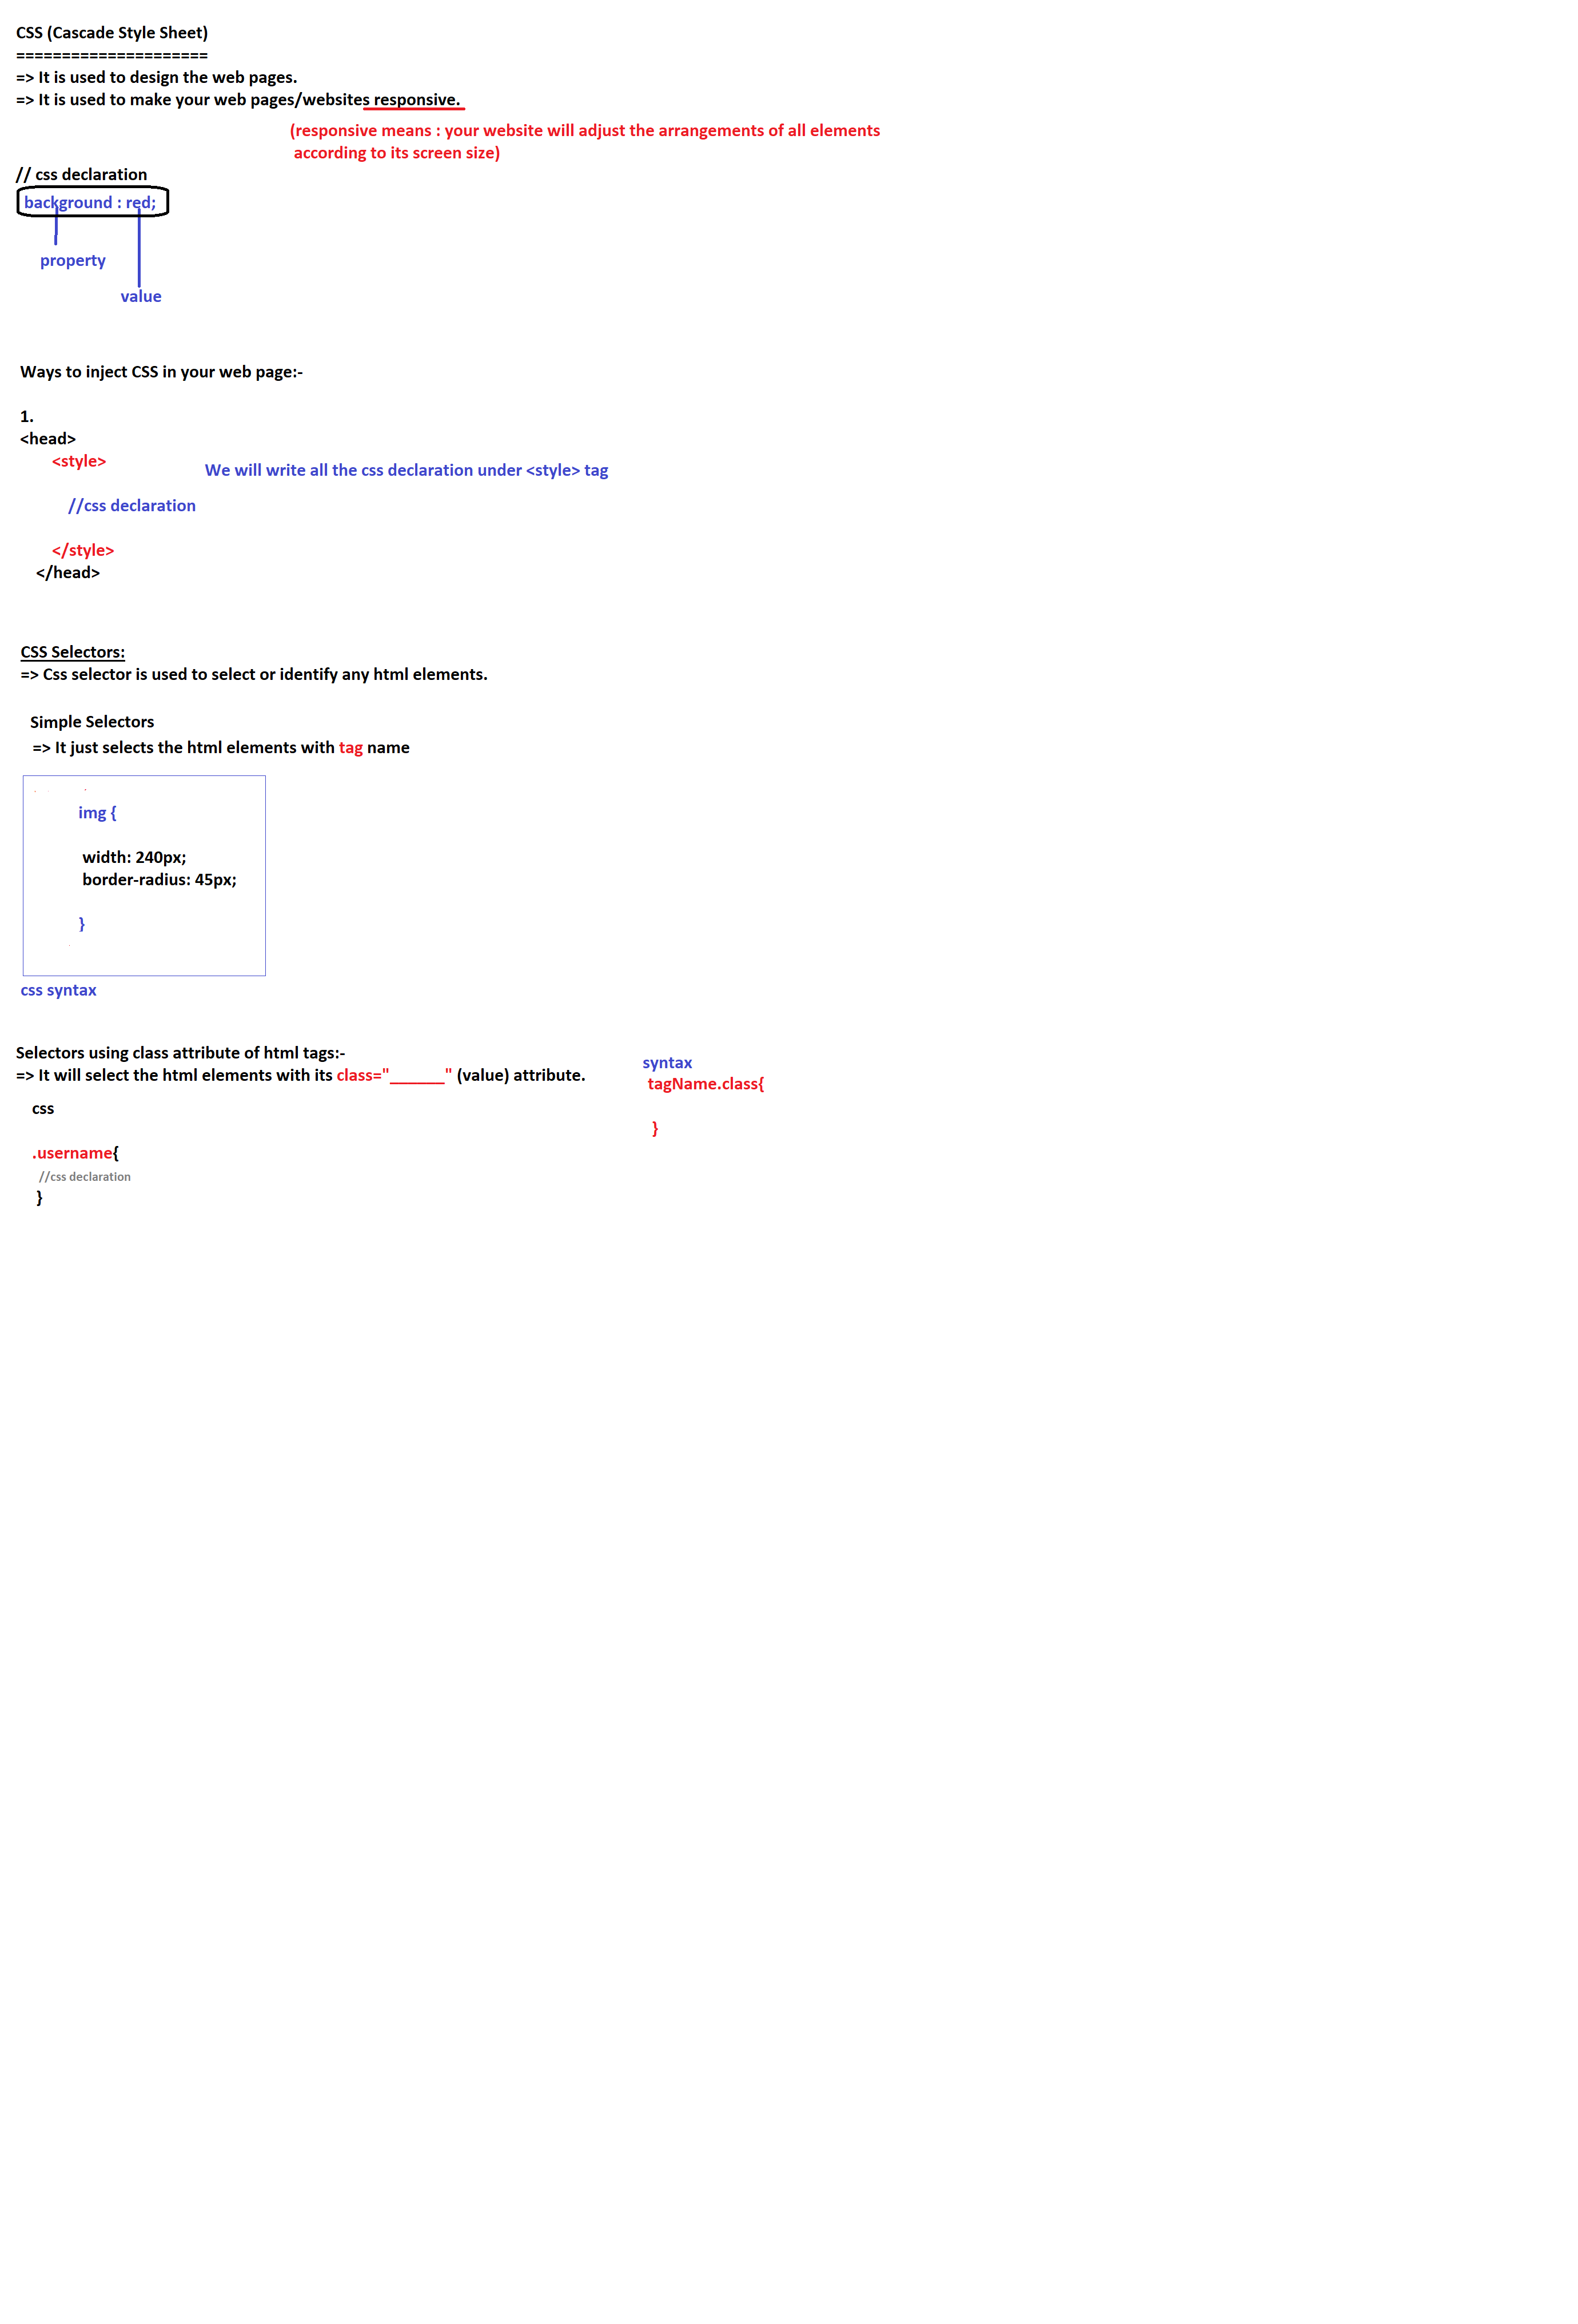 CSS (Cascade Style Sheet)
=====================
=> It is used to design the web pages.
=> It is used to make your web pages/websites responsive.
(responsive means : your website will adjust the arrangements of all elements
according to its screen size)
// css declaration
background : red;
property
value
Ways to inject CSS in your web page:-
1.
<head>
<style>
We will write all the css declaration under <style> tag
//css declaration
</style>
</head>
CSS Selectors:
=> Css selector is used to select or identify any html elements.
Simple Selectors
=> It just selects the html elements with tag name
img {
width: 240px;
border-radius: 45px;
}
css syntax
Selectors using class attribute of html tags:-
=> It will select the html elements with its class="______" (value) attribute.
syntax
tagName.class{
}
css
.username{
//css declaration
}